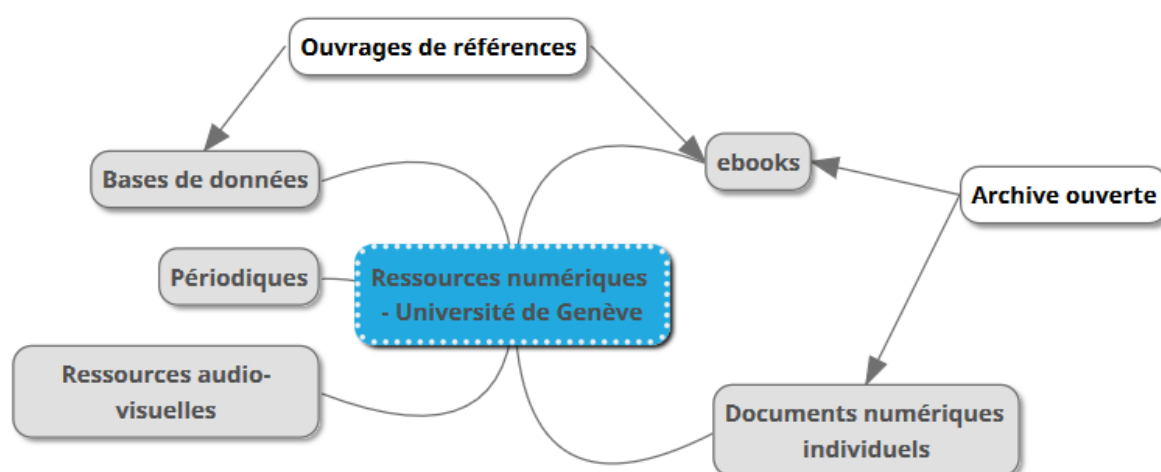 Ouvrages de références
Bases de données
ebooks
Archive ouverte
Périodiques
Ressources numériques
- Université de Genève
Ressources audio-
visuelles
Documents numériques
individuels